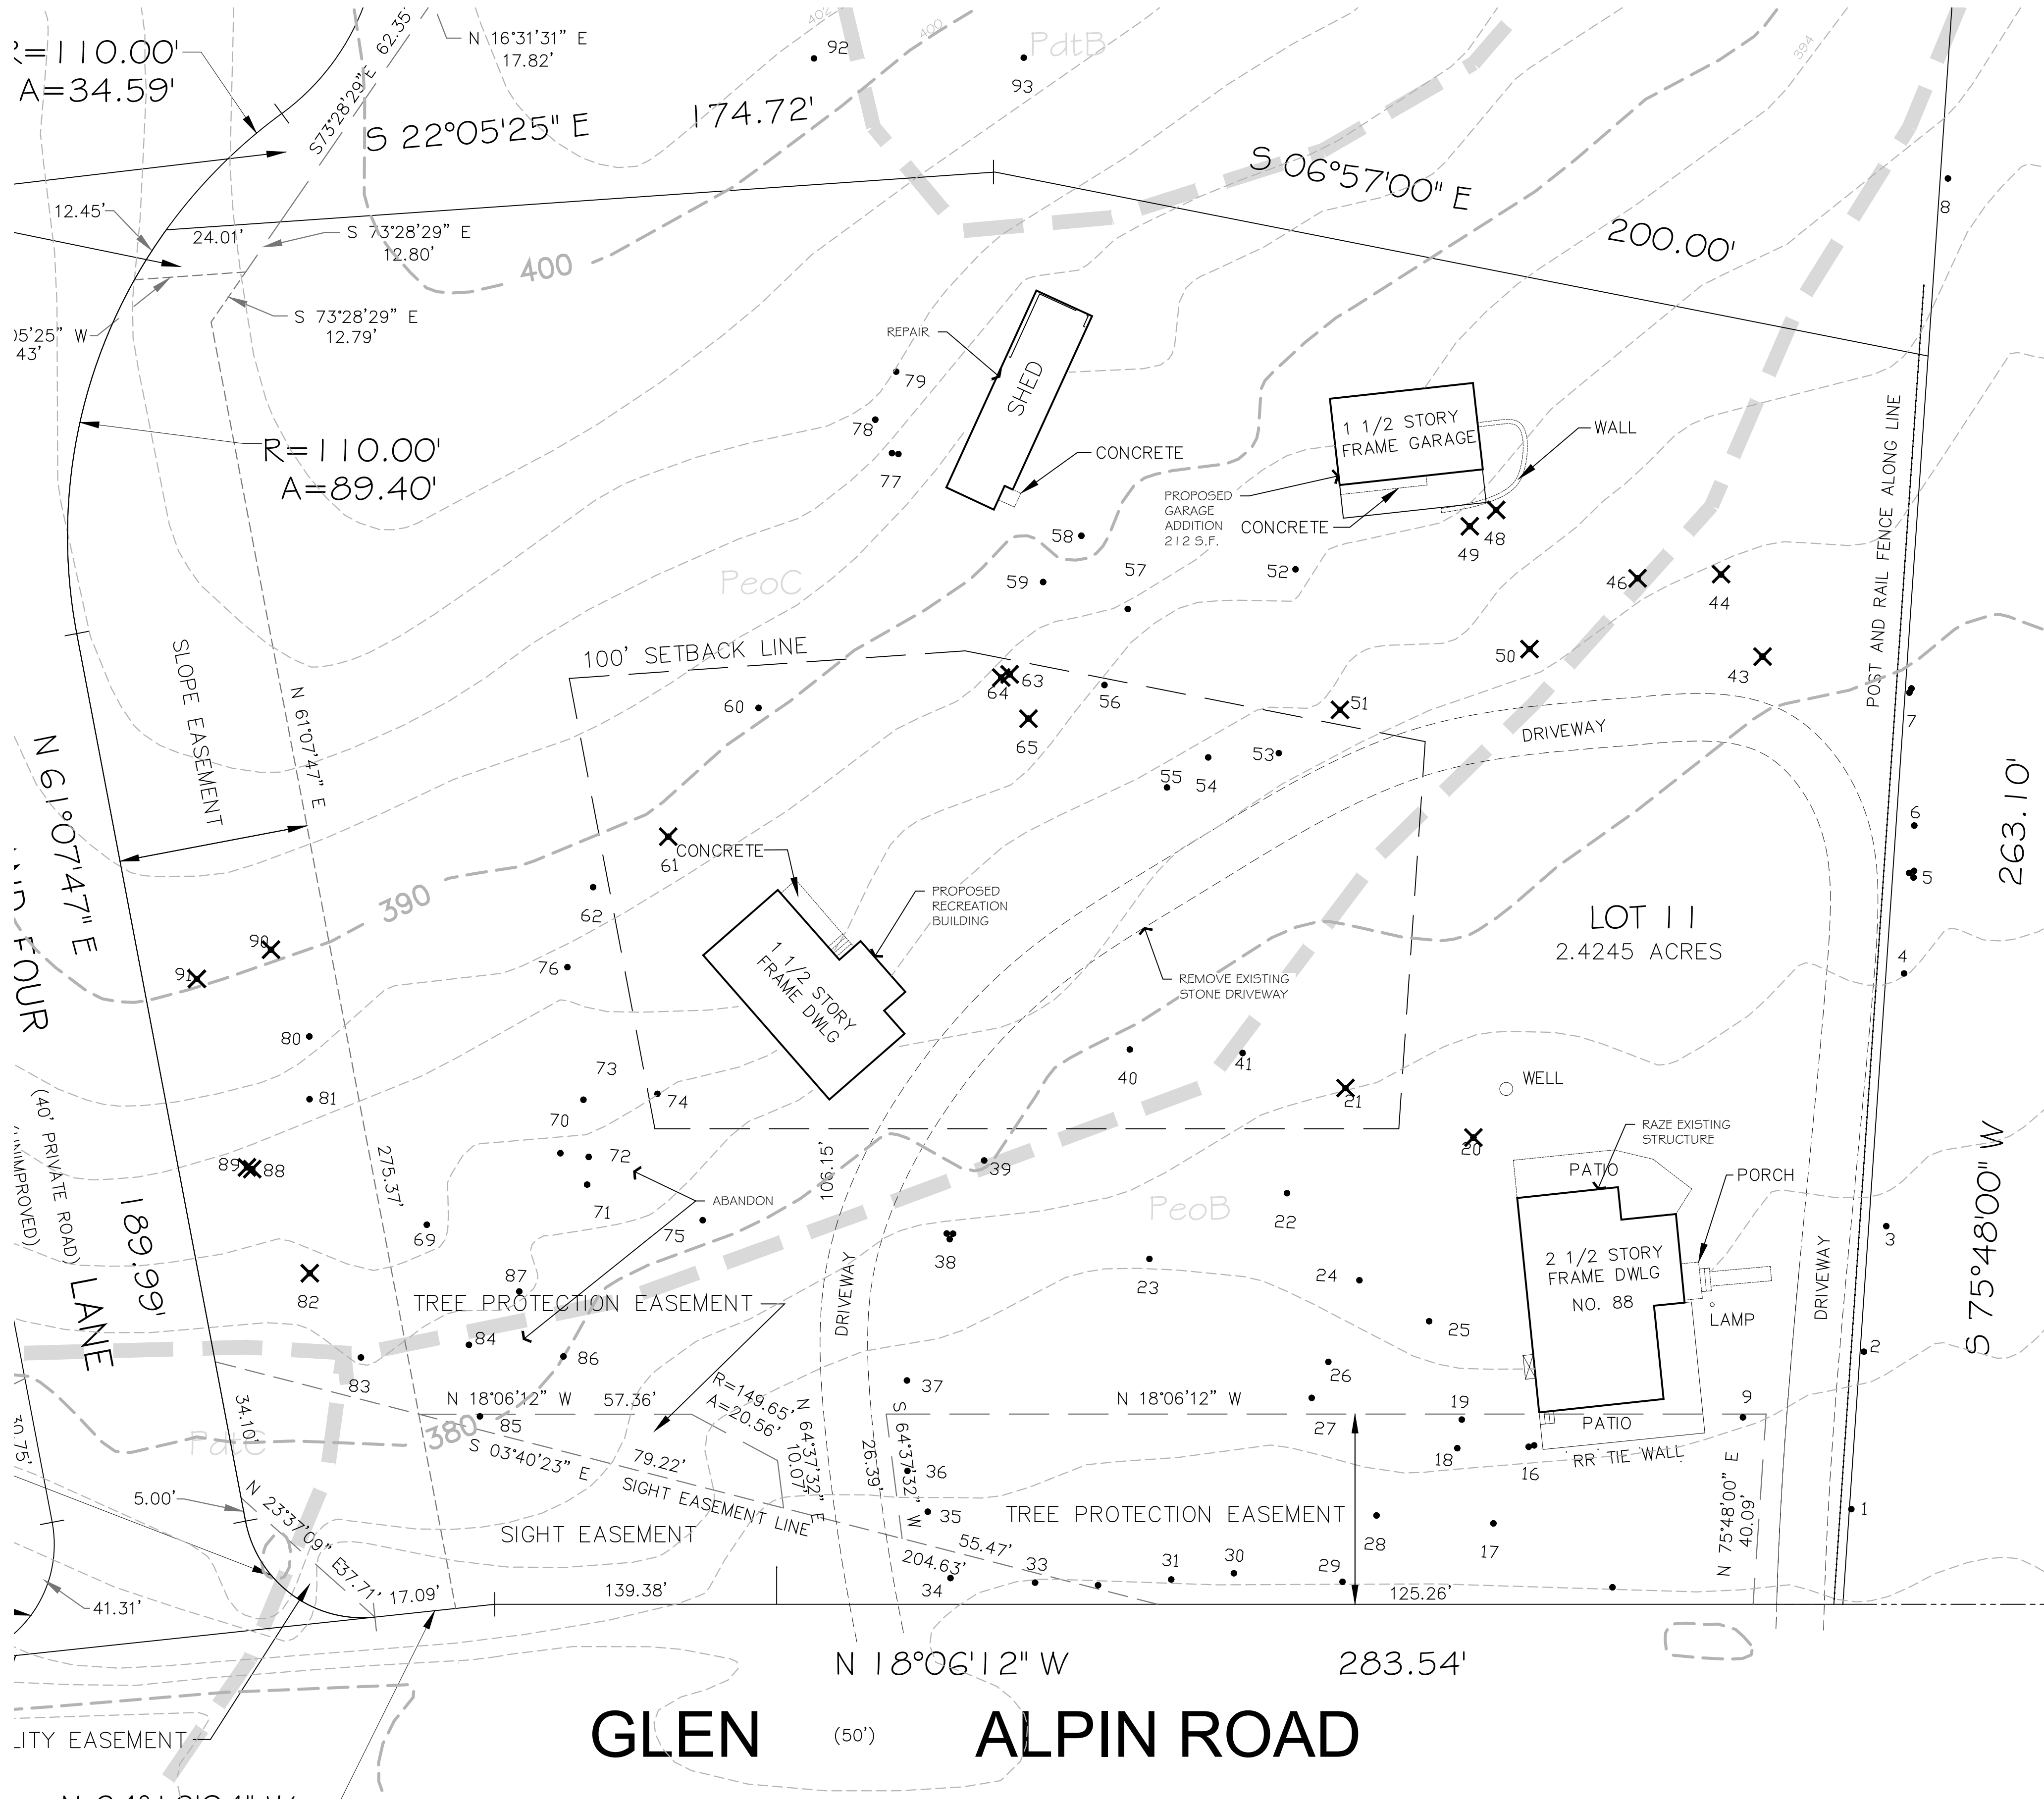 R=110.00'
A=34.59'
N 16°31'31" E
17.82'
62.35'
S73°28'29"E
S 22°05'25" E
174.72'
402
400
92
93
PdtB
394
S 06°57'00" E
200.00'
8
12.45'
24.01'
S 73°28'29" E
12.80'
400
S 73°28'29" E
12.79'
05'25" W
43'
REPAIR
SHED
79
78
77
CONCRETE
R=110.00'
A=89.40'
1 1/2 STORY
FRAME GARAGE
WALL
PROPOSED
GARAGE
ADDITION
212 S.F.
CONCRETE
49
48
POST AND RAIL FENCE ALONG LINE
58
59
57
52
46
44
PeoC
SLOPE EASEMENT
N 61°07'47" E
100' SETBACK LINE
60
64
63
65
56
51
50
43
7
DRIVEWAY
55
54
53
6
5
263.10'
N 61°07'47" E
390
61
CONCRETE
62
PROPOSED
RECREATION
BUILDING
LOT 11
2.4245 ACRES
4
FOUR
90
91
76
1 1/2 STORY
FRAME DWLG
REMOVE EXISTING
STONE DRIVEWAY
80
81
73
70
74
40
41
21
WELL
20
(40' PRIVATE ROAD)
(UNIMPROVED)
LANE
89
88
72
71
ABANDON
75
69
275.37'
106.15'
39
PeoB
RAZE EXISTING
STRUCTURE
PATIO
PORCH
S 75°48'00" W
189.99'
82
87
38
22
23
24
25
2 1/2 STORY
FRAME DWLG
NO. 88
LAMP
DRIVEWAY
DRIVEWAY
3
2
TREE PROTECTION EASEMENT
84
83
86
85
N 18°06'12" W
57.36'
R=149.65'
A=20.56'
37
N 18°06'12" W
26
27
19
18
16
9
PATIO
RR TIE WALL
30.75'
34.10'
PatC
380
S 03°40'23" E
79.22'
SIGHT EASEMENT LINE
SIGHT EASEMENT
N 64°37'32" E
10.07'
26.39'
S 64°37'32" W
36
35
TREE PROTECTION EASEMENT
28
17
N 75°48'00" E
40.09'
1
5.00'
N 23°37'09" E
37.71'
17.09'
41.31'
139.38'
204.63'
55.47'
34
33
31
30
29
125.26'
N 18°06'12" W
283.54'
GLEN
(50')
ALPIN ROAD
LITY EASEMENT